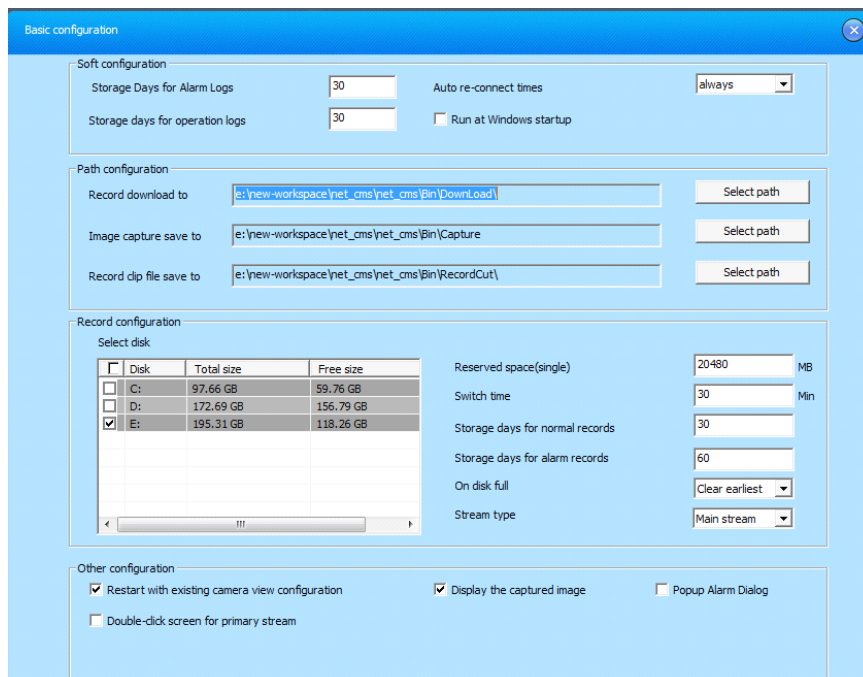 Basic configuration
Soft configuration
Storage Days for Alarm Logs 30 Auto re-connect times always
Storage days for operation logs 30 Run at Windows startup
Path configuration
Record download to e:\new-workspace\net_cms\net_cms\Bin\DownLoad\ Select path
Image capture save to e:\new-workspace\net_cms\net_cms\Bin\Capture Select path
Record clip file save to e:\new-workspace\net_cms\net_cms\Bin\RecordCut\ Select path
Record configuration
Select disk
Disk Total size Free size
C: 97.66 GB 59.76 GB
D: 172.69 GB 156.79 GB
E: 195.31 GB 118.26 GB
Reserved space(single) 20480 MB
Switch time 30 Min
Storage days for normal records 30
Storage days for alarm records 60
On disk full Clear earliest
Stream type Main stream
Other configuration
Restart with existing camera view configuration Display the captured image Popup Alarm Dialog
Double-click screen for primary stream